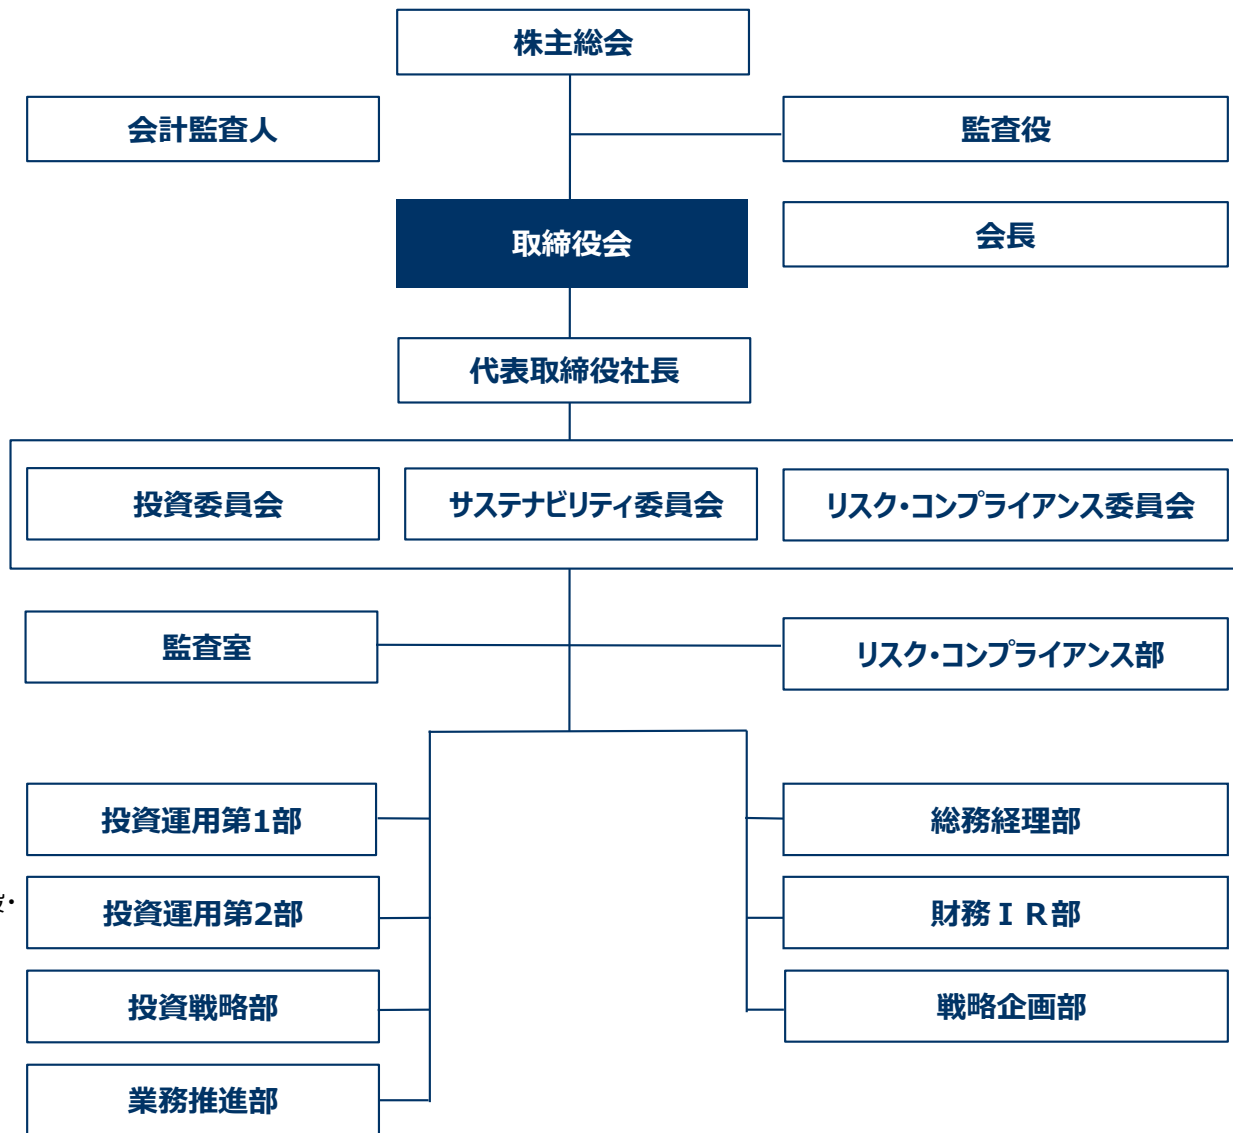 株主総会
会計監査人
監査役
取締役会
会長
代表取締役社長
投資委員会
サステナビリティ委員会
リスク・コンプライアンス委員会
監査室
リスク・コンプライアンス部
投資運用第1部
総務経理部
投資運用第2部
財務ＩＲ部
投資戦略部
戦略企画部
業務推進部